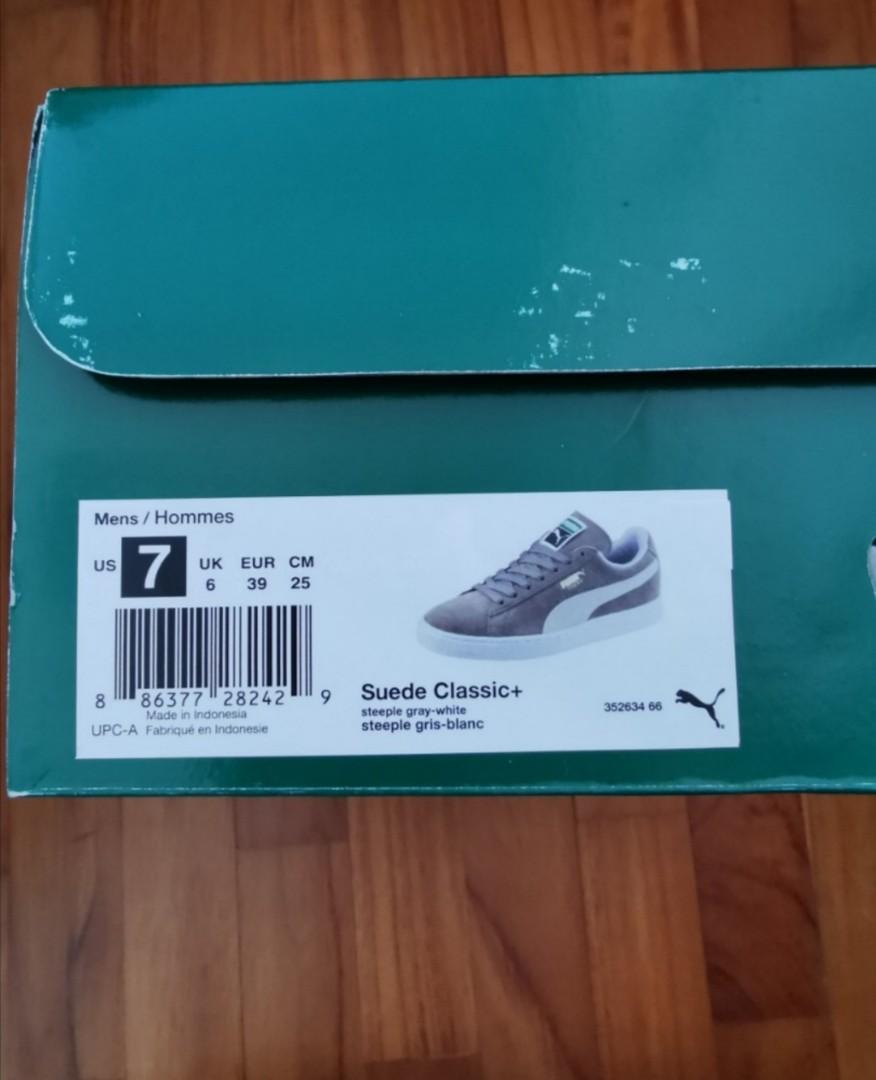 Mens / Hommes
US 7 UK EUR CM
6 39 25
8 86377 28242 9
Made in Indonesia
UPC-A Fabriqué en Indonesie
Suede Classic+
steeple gray-white
steeple gris-blanc
352634 66